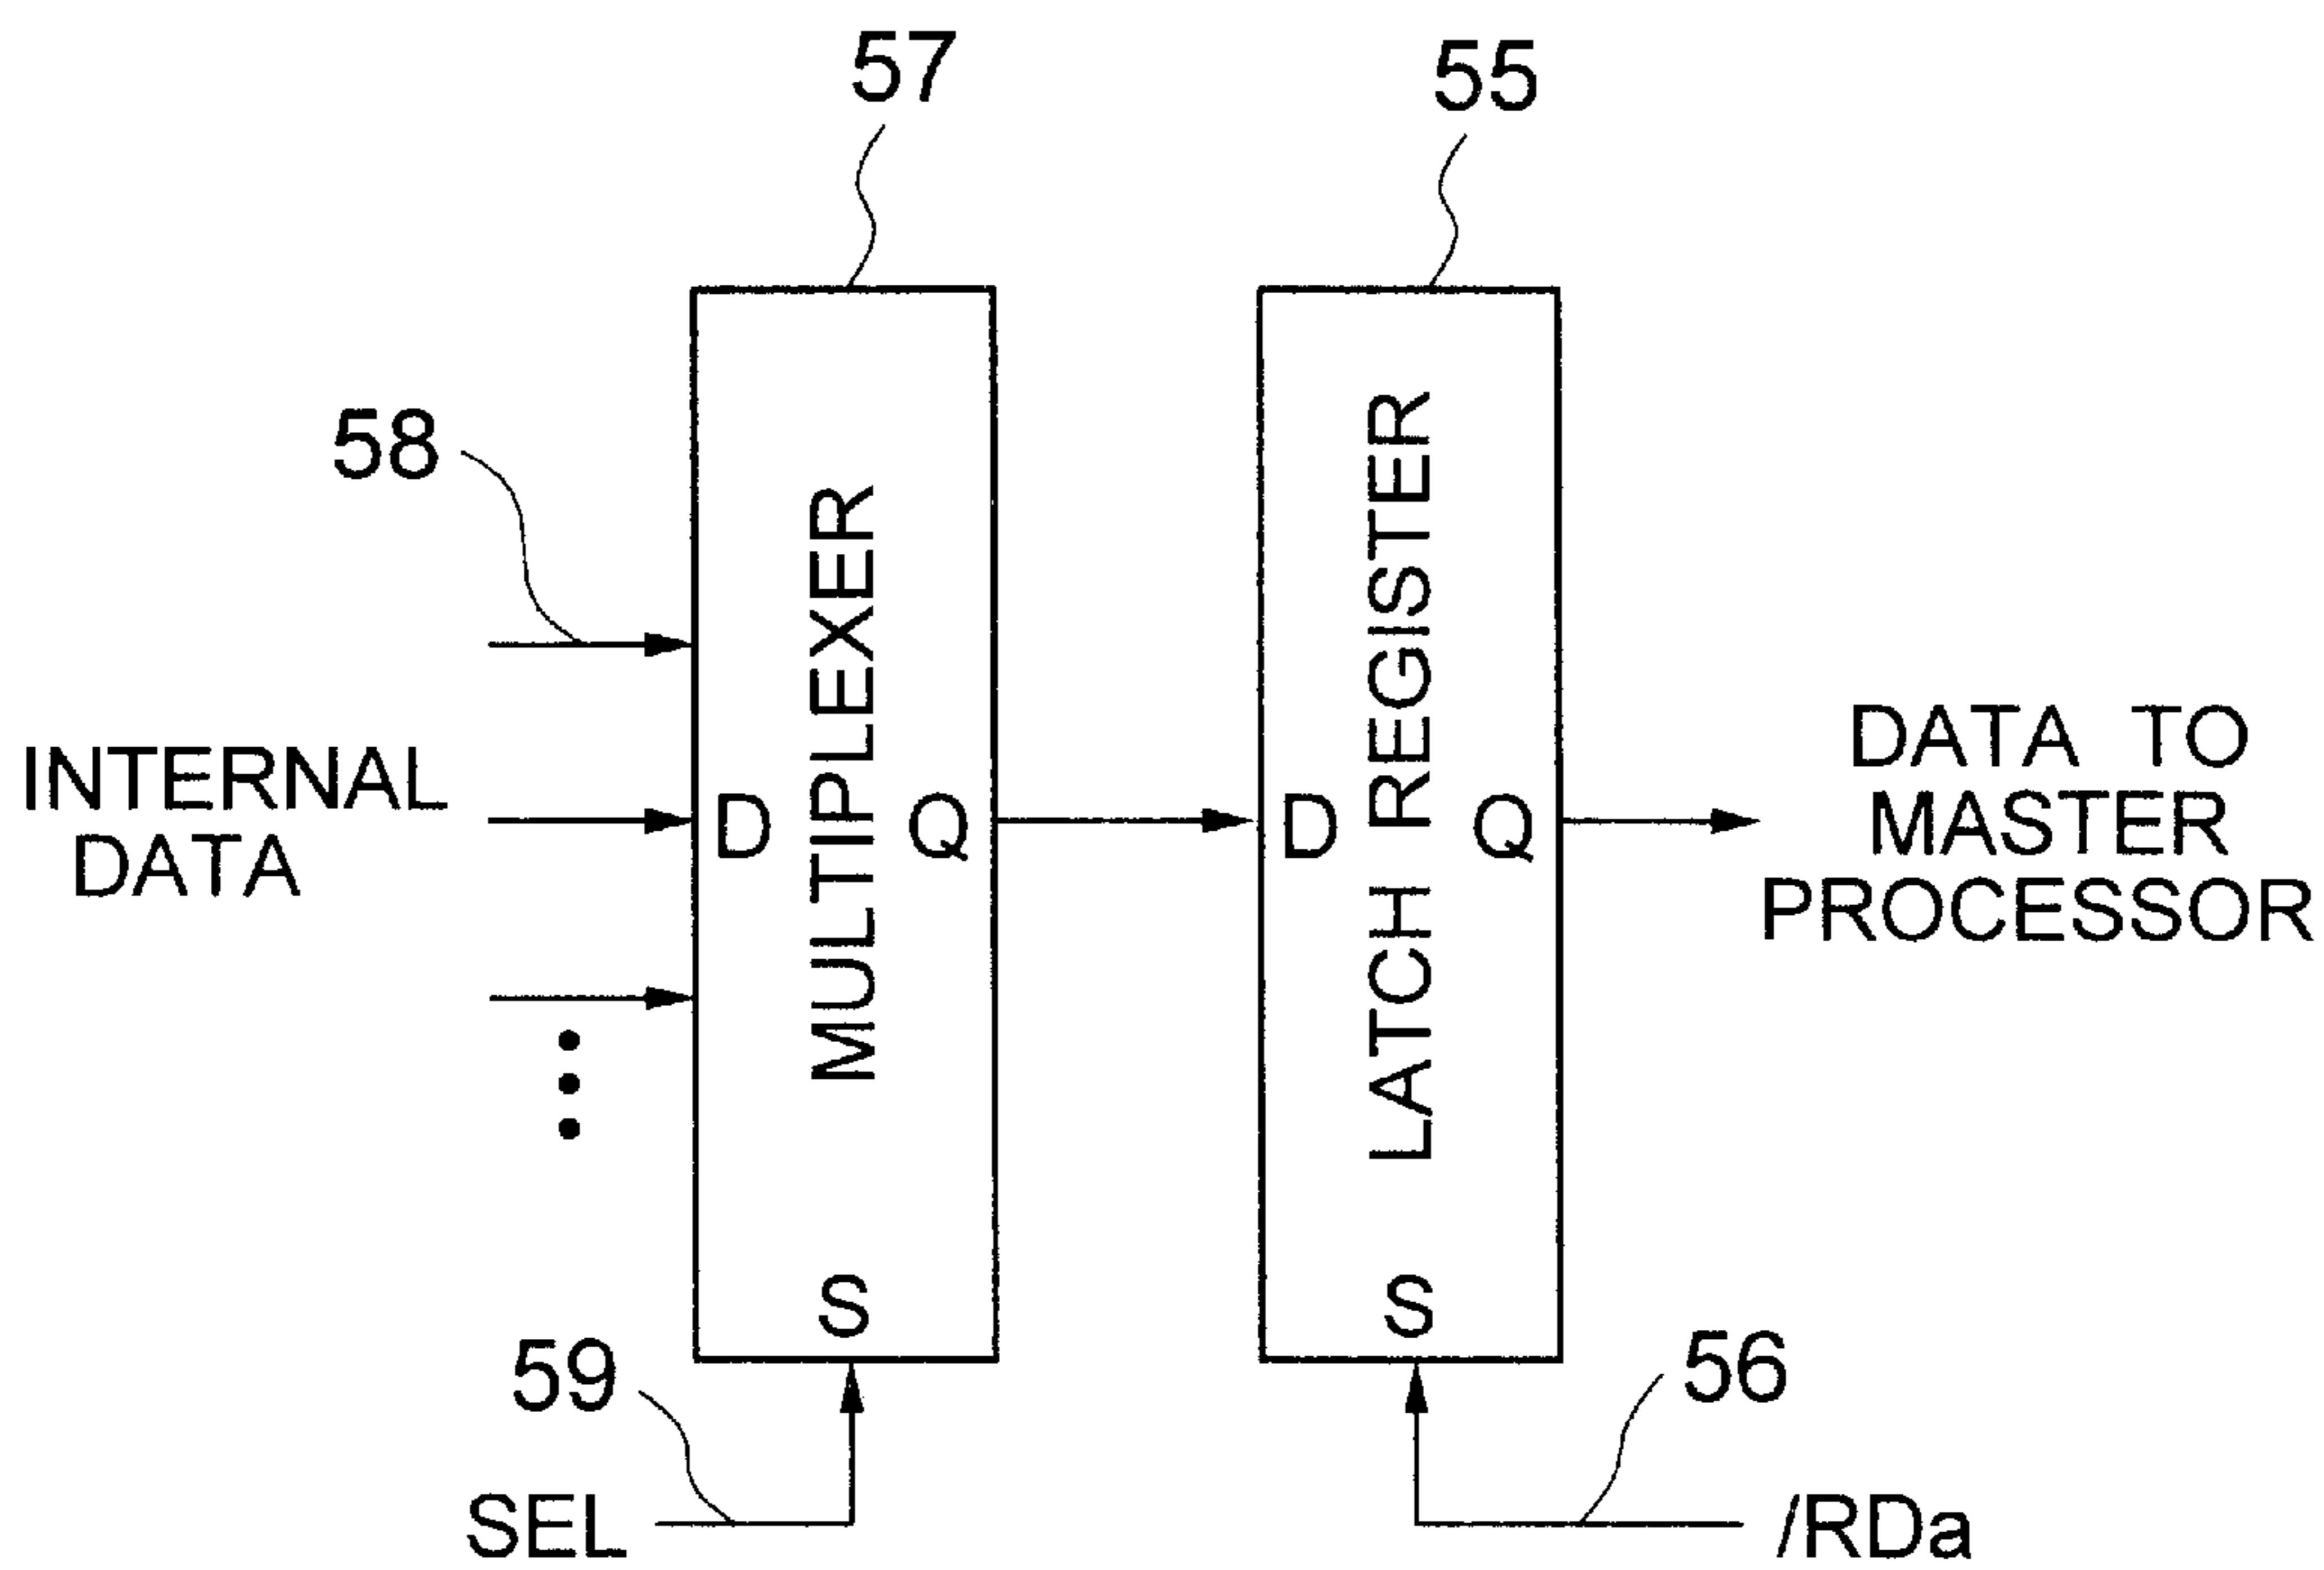 57
55
58
INTERNAL
DATA
MULTIPLEXER
D
Q
S
LATCH REGISTER
D
Q
S
DATA TO
MASTER
PROCESSOR
59
SEL
56
/RDa